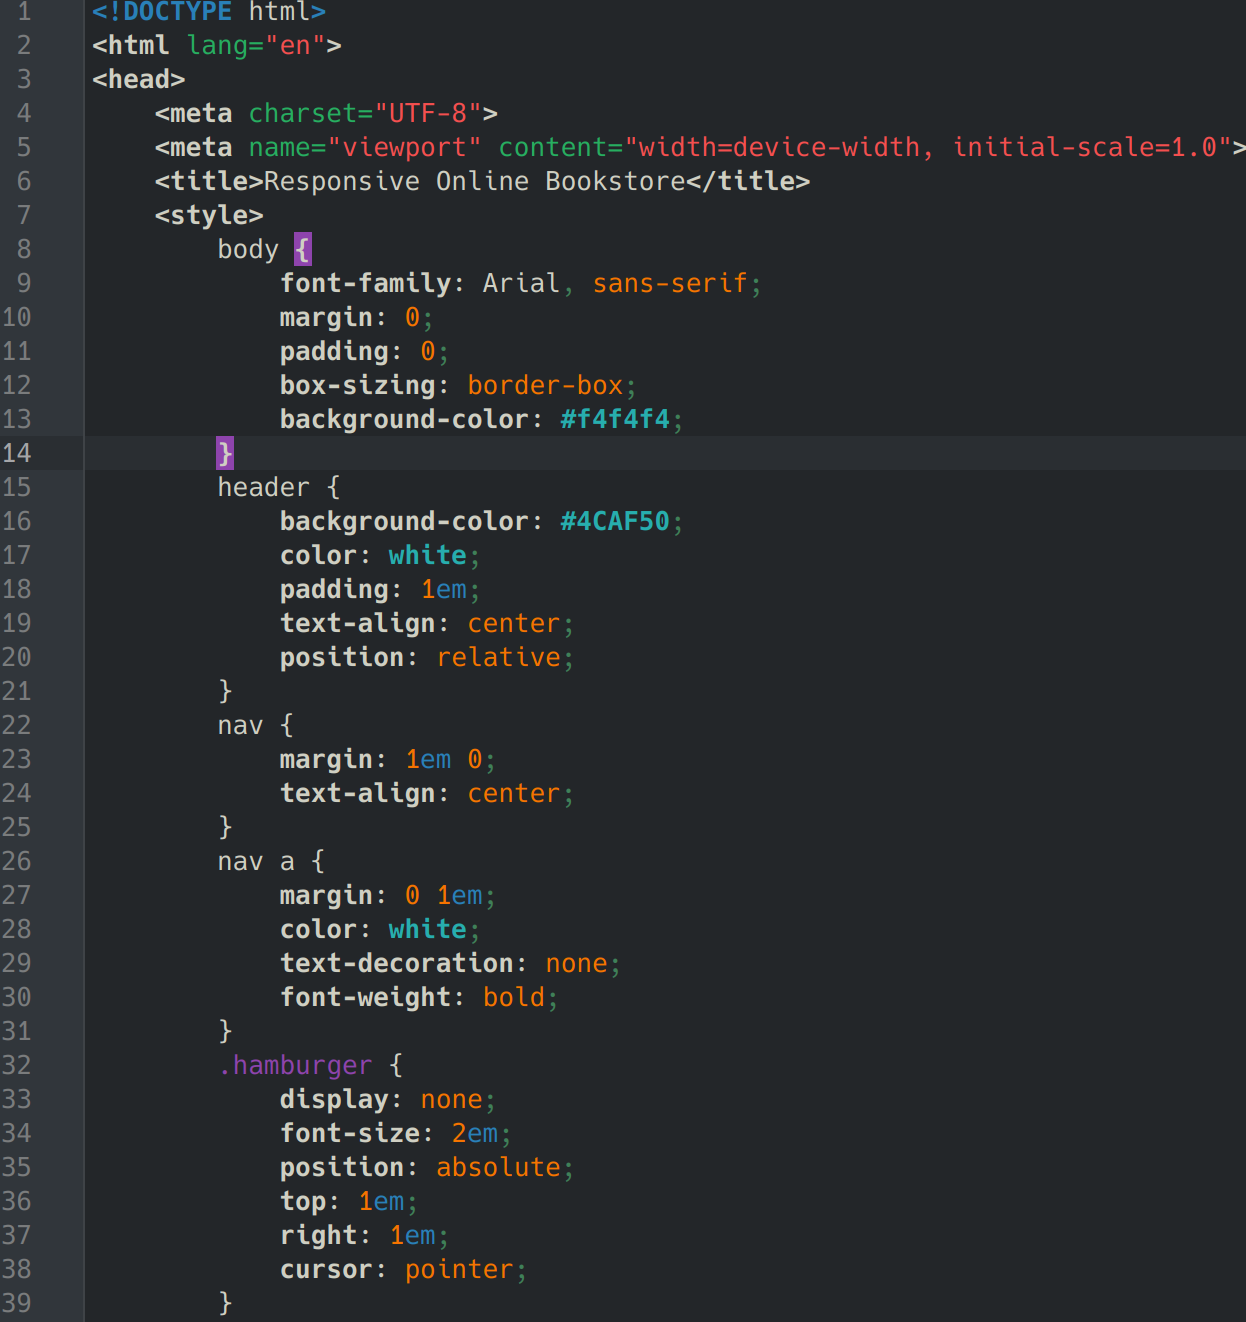 1 <!DOCTYPE html>
2 <html lang="en">
3 <head>
4     <meta charset="UTF-8">
5     <meta name="viewport" content="width=device-width, initial-scale=1.0">
6     <title>Responsive Online Bookstore</title>
7     <style>
8         body {
9             font-family: Arial, sans-serif;
10             margin: 0;
11             padding: 0;
12             box-sizing: border-box;
13             background-color: #f4f4f4;
14         }
15         header {
16             background-color: #4CAF50;
17             color: white;
18             padding: 1em;
19             text-align: center;
20             position: relative;
21         }
22         nav {
23             margin: 1em 0;
24             text-align: center;
25         }
26         nav a {
27             margin: 0 1em;
28             color: white;
29             text-decoration: none;
30             font-weight: bold;
31         }
32         .hamburger {
33             display: none;
34             font-size: 2em;
35             position: absolute;
36             top: 1em;
37             right: 1em;
38             cursor: pointer;
39         }